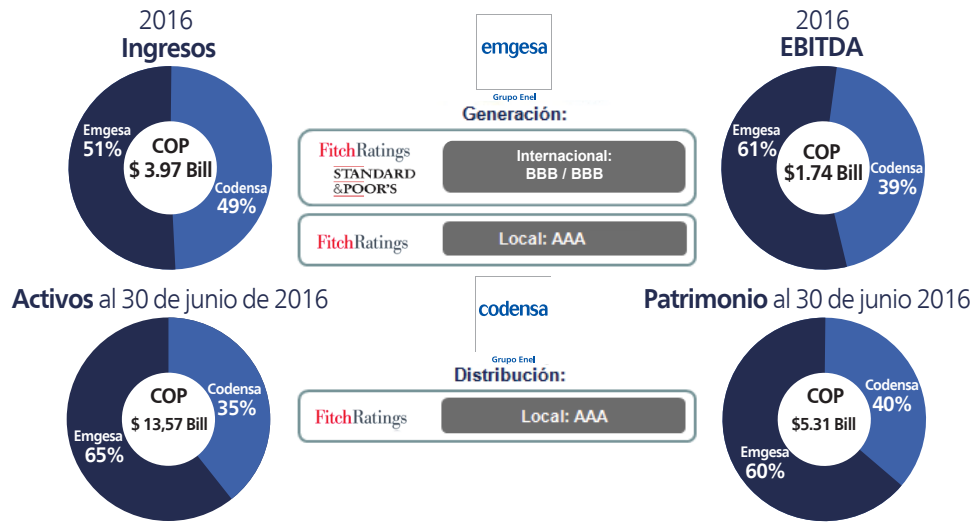 2016
Ingresos
Emgesa
51%
COP
$ 3.97 Bill
Codensa
49%
emgesa
Grupo Enel
Generación:
FitchRatings
STANDARD
&POOR'S
Internacional:
BBB / BBB
FitchRatings
Local: AAA
2016
EBITDA
Emgesa
61%
COP
$1.74 Bill
Codensa
39%
Activos al 30 de junio de 2016
COP
$ 13,57 Bill
Codensa
35%
Emgesa
65%
codensa
Grupo Enel
Distribución:
FitchRatings
Local: AAA
Patrimonio al 30 de junio 2016
COP
$5.31 Bill
Codensa
40%
Emgesa
60%